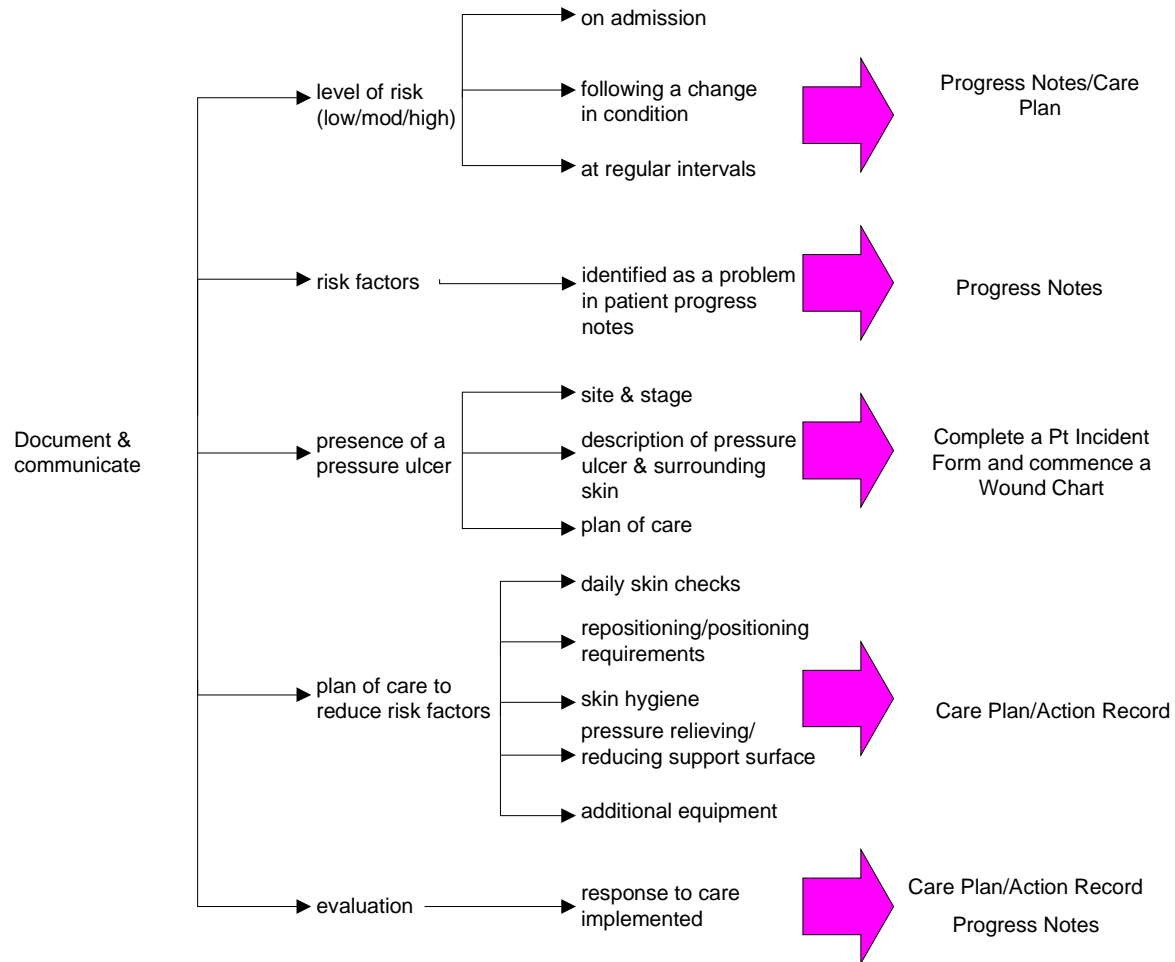 on admission
level of risk
(low/mod/high)
following a change
in condition
at regular intervals
Progress Notes/Care
Plan
risk factors
identified as a problem
in patient progress
notes
Progress Notes
Document &
communicate
presence of a
pressure ulcer
site & stage
description of pressure
ulcer & surrounding
skin
plan of care
Complete a Pt Incident
Form and commence a
Wound Chart
plan of care to
reduce risk factors
daily skin checks
repositioning/positioning
requirements
skin hygiene
pressure relieving/
reducing support surface
additional equipment
Care Plan/Action Record
evaluation
response to care
implemented
Care Plan/Action Record
Progress Notes